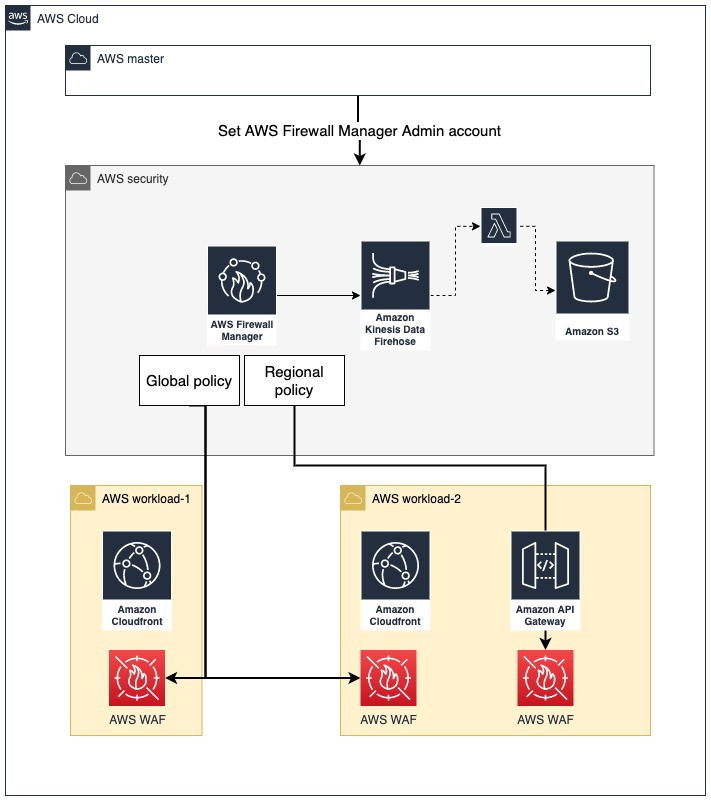 aws
AWS Cloud
AWS master
Set AWS Firewall Manager Admin account
AWS security
AWS Firewall
Manager
Amazon
Kinesis Data
Firehose
Amazon S3
Global policy
Regional
policy
AWS workload-1
AWS workload-2
Amazon
Cloudfront
Amazon
Cloudfront
</>
Amazon API
Gateway
AWS WAF
AWS WAF
AWS WAF